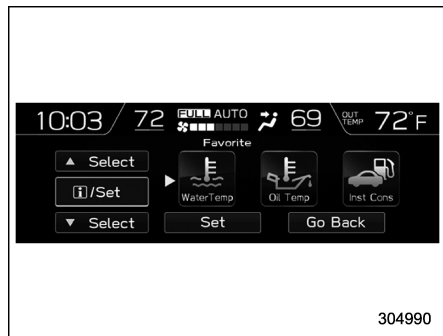 10:03 72 FULL AUTO 69 OUT TEMP 72°F
Favorite
▲ Select
i/Set
▼ Select
WaterTemp Oil Temp Inst Cons
Set Go Back
304990